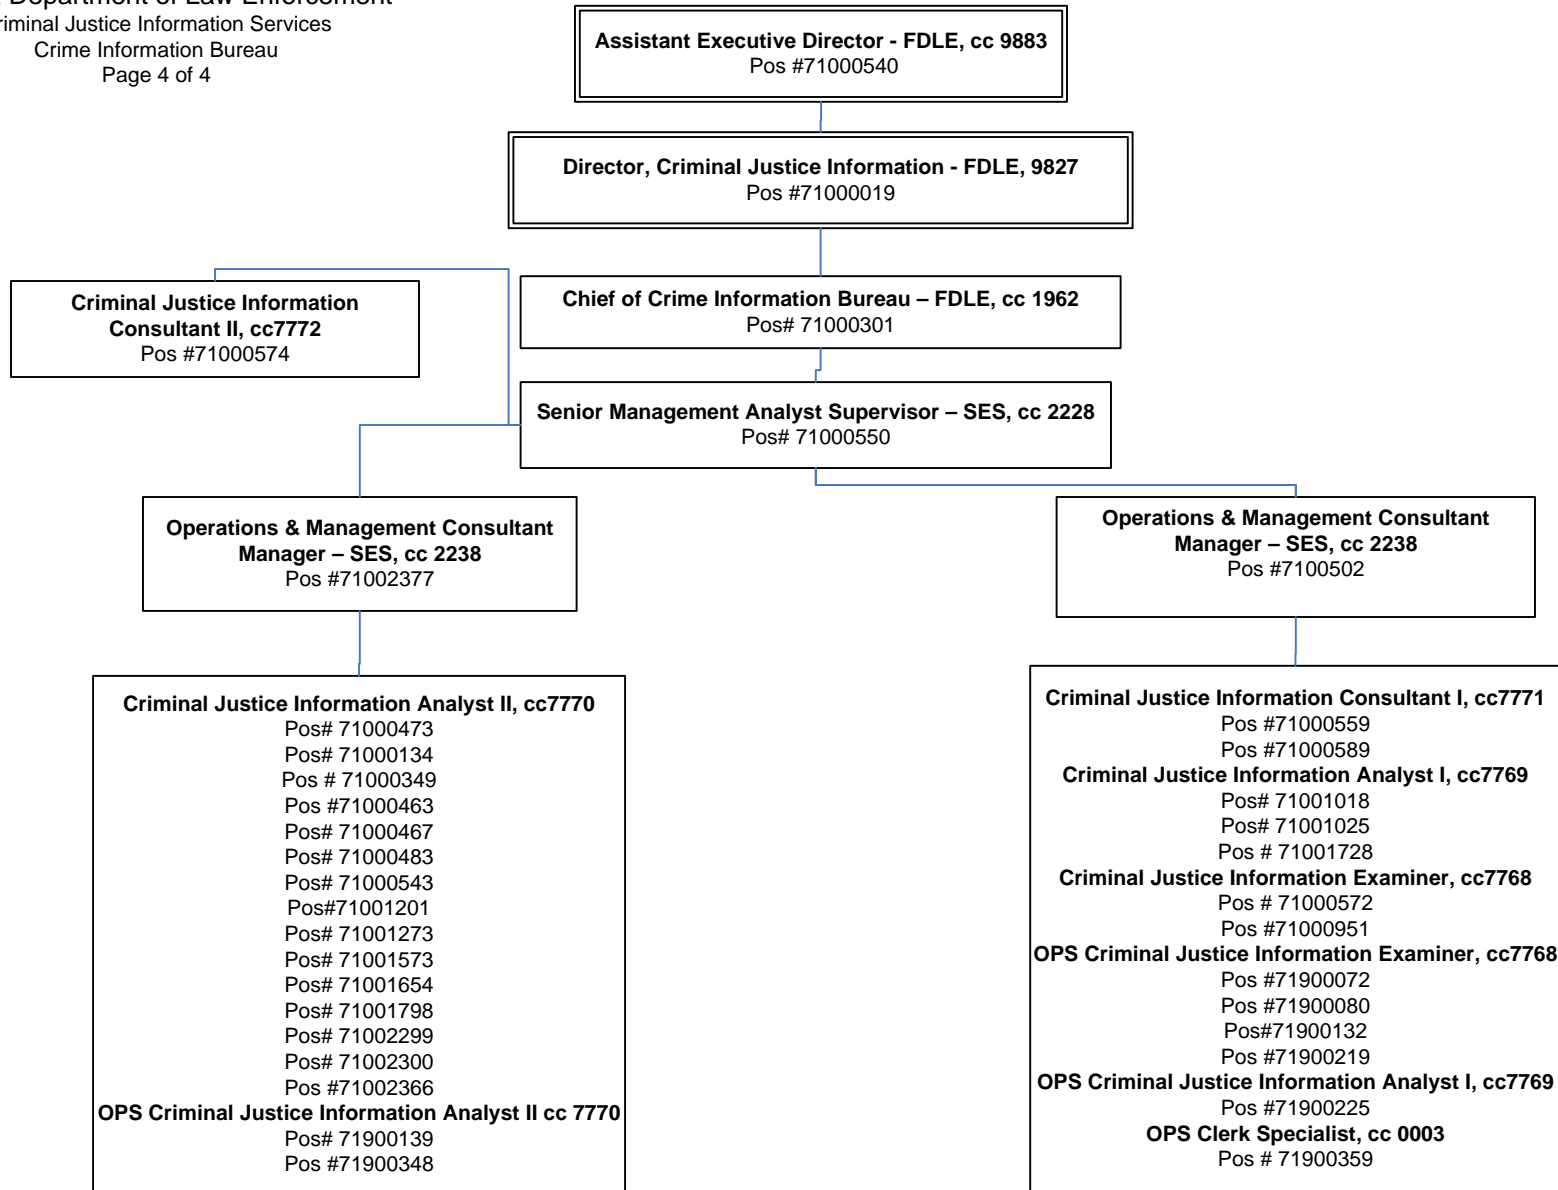 Department of Law Enforcement
Criminal Justice Information Services
Crime Information Bureau
Page 4 of 4
Assistant Executive Director - FDLE, cc 9883
Pos #71000540
Director, Criminal Justice Information - FDLE, 9827
Pos #71000019
Criminal Justice Information
Consultant II, cc7772
Pos #71000574
Chief of Crime Information Bureau – FDLE, cc 1962
Pos# 71000301
Senior Management Analyst Supervisor – SES, cc 2228
Pos# 71000550
Operations & Management Consultant
Manager – SES, cc 2238
Pos #71002377
Operations & Management Consultant
Manager – SES, cc 2238
Pos #7100502
Criminal Justice Information Analyst II, cc7770
Pos# 71000473
Pos# 71000134
Pos # 71000349
Pos #71000463
Pos# 71000467
Pos# 71000483
Pos# 71000543
Pos#71001201
Pos# 71001273
Pos# 71001573
Pos# 71001654
Pos# 71001798
Pos# 71002299
Pos# 71002300
Pos #71002366
OPS Criminal Justice Information Analyst II cc 7770
Pos# 71900139
Pos #71900348
Criminal Justice Information Consultant I, cc7771
Pos #71000559
Pos #71000589
Criminal Justice Information Analyst I, cc7769
Pos# 71001018
Pos# 71001025
Pos # 71001728
Criminal Justice Information Examiner, cc7768
Pos # 71000572
Pos #71000951
OPS Criminal Justice Information Examiner, cc7768
Pos #71900072
Pos #71900080
Pos#71900132
Pos #71900219
OPS Criminal Justice Information Analyst I, cc7769
Pos #71900225
OPS Clerk Specialist, cc 0003
Pos # 71900359